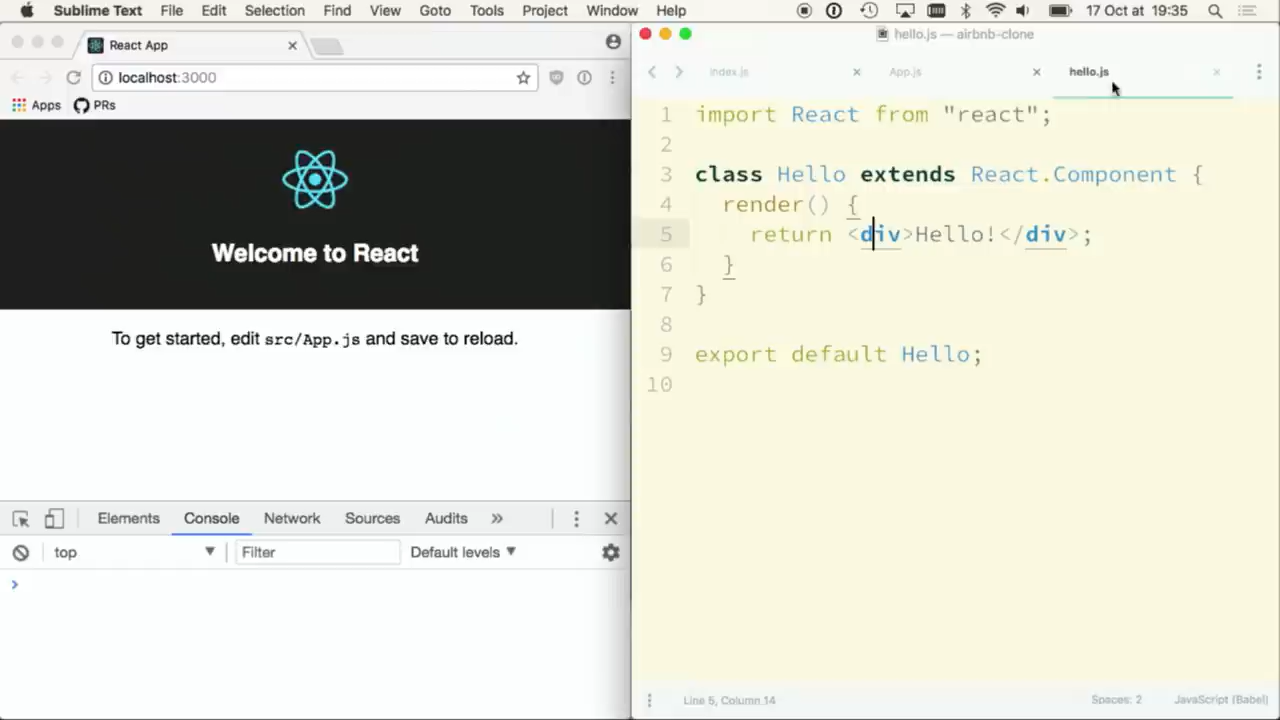 Sublime Text File Edit Selection Find View Goto Tools Project Window Help 17 Oct at 19:35
React App
localhost:3000
Apps PRs
Welcome to React
To get started, edit src/App.js and save to reload.
Elements Console Network Sources Audits »
top Filter Default levels
hello.js — airbnb-clone
index.js App.js hello.js
1 import React from "react";
2
3 class Hello extends React.Component {
4 render() {
5 return <div>Hello!</div>;
6 }
7 }
8
9 export default Hello;
10
Line 5, Column 14 Spaces: 2 JavaScript (Babel)